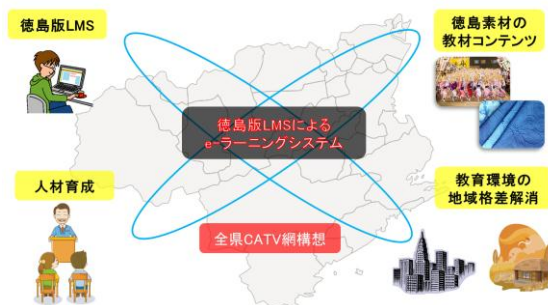 徳島版LMS
徳島素材の
教材コンテンツ
徳島版LMSによる
e-ラーニングシステム
人材育成
教育環境の
地域格差解消
全県CATV網構想